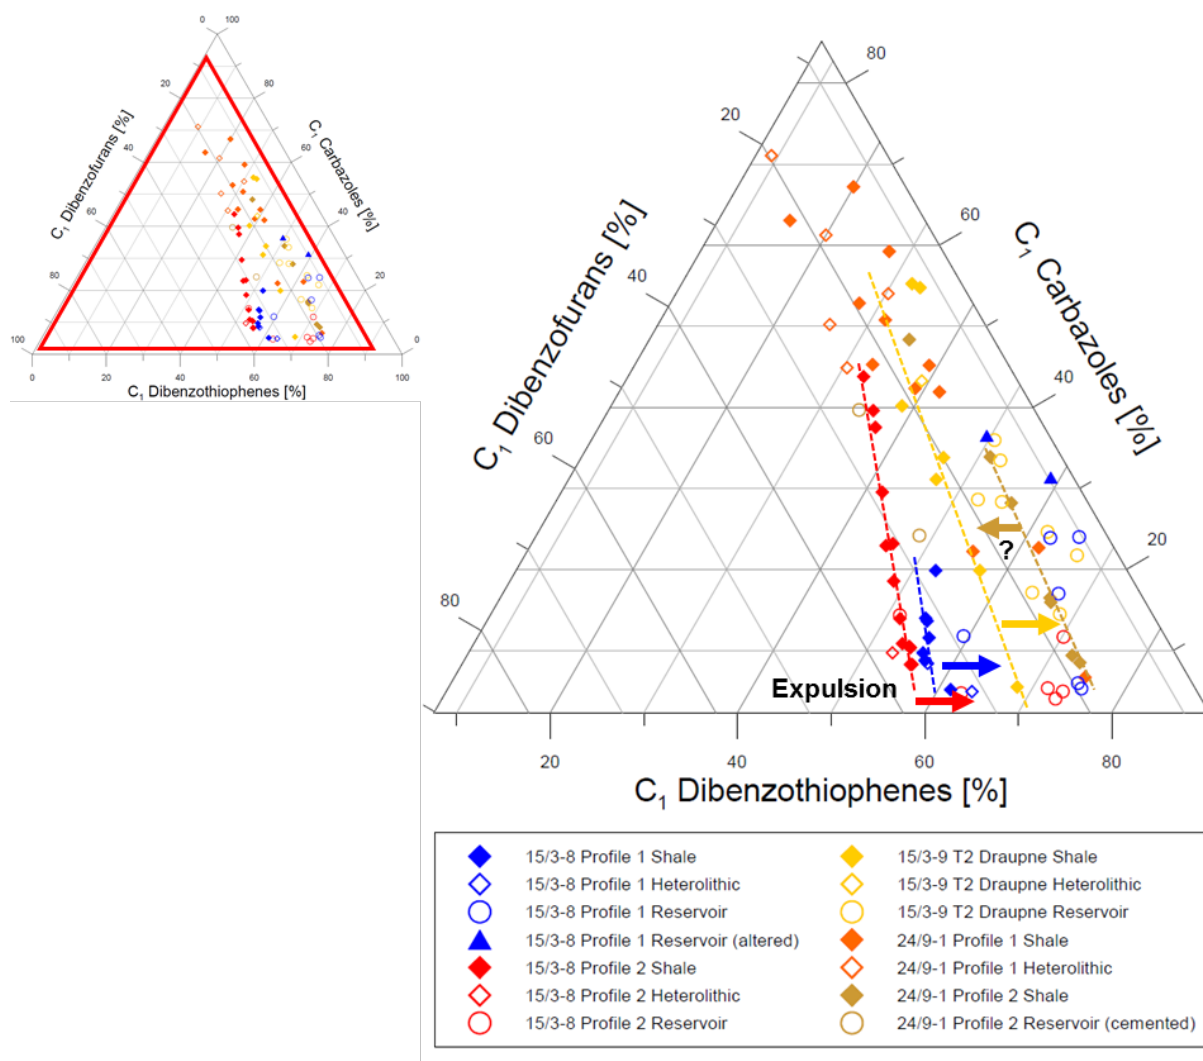 0
100
20
80
40
60
60
40
80
20
100
0
C1 Dibenzofurans [%]
C1 Carbazoles [%]
0
20
40
60
80
100
C1 Dibenzothiophenes [%]
80
20
60
40
40
60
20
80
C1 Dibenzofurans [%]
C1 Carbazoles [%]
?
Expulsion
20
40
60
80
C1 Dibenzothiophenes [%]
15/3-8 Profile 1 Shale
15/3-8 Profile 1 Heterolithic
15/3-8 Profile 1 Reservoir
15/3-8 Profile 1 Reservoir (altered)
15/3-8 Profile 2 Shale
15/3-8 Profile 2 Heterolithic
15/3-8 Profile 2 Reservoir
15/3-9 T2 Draupne Shale
15/3-9 T2 Draupne Heterolithic
15/3-9 T2 Draupne Reservoir
24/9-1 Profile 1 Shale
24/9-1 Profile 1 Heterolithic
24/9-1 Profile 2 Shale
24/9-1 Profile 2 Reservoir (cemented)